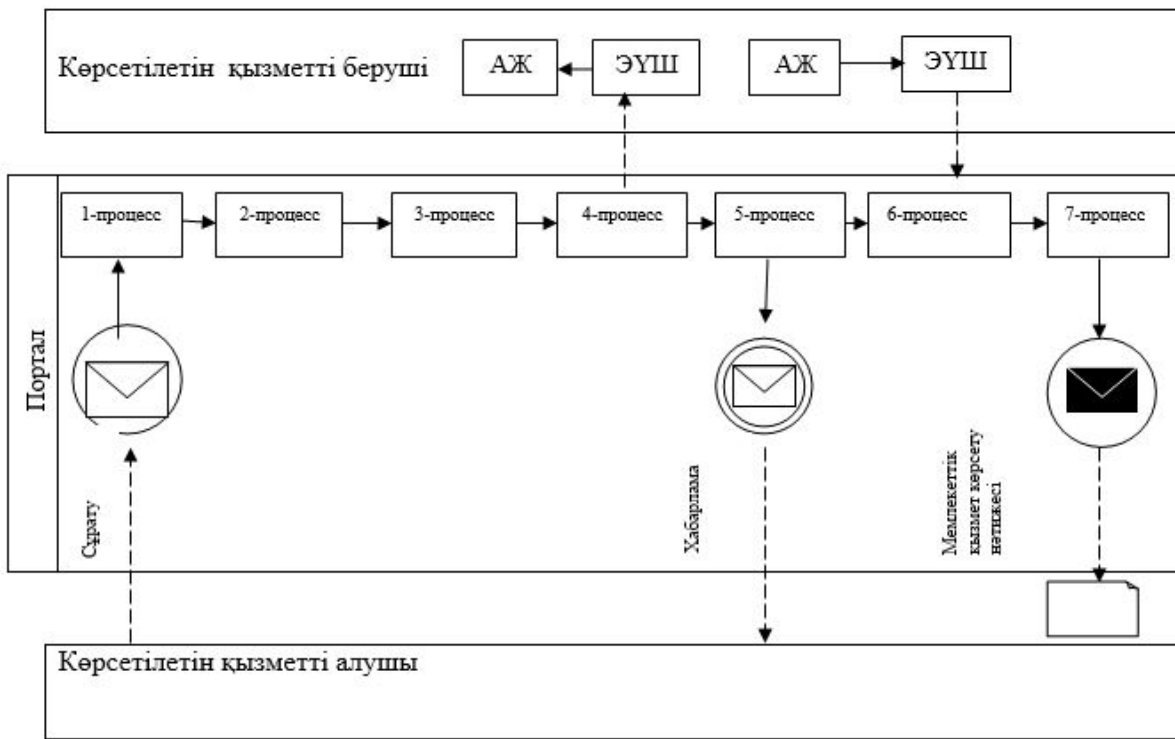 Көрсетілетін қызметті беруші
АЖ
ЭҮШ
АЖ
ЭҮШ
Портал
1-процесс
2-процесс
3-процесс
4-процесс
5-процесс
6-процесс
7-процесс
Сұрату
Хабарлама
Мемлекеттік
қызмет көрсету
нәтижесі
Көрсетілетін қызметті алушы